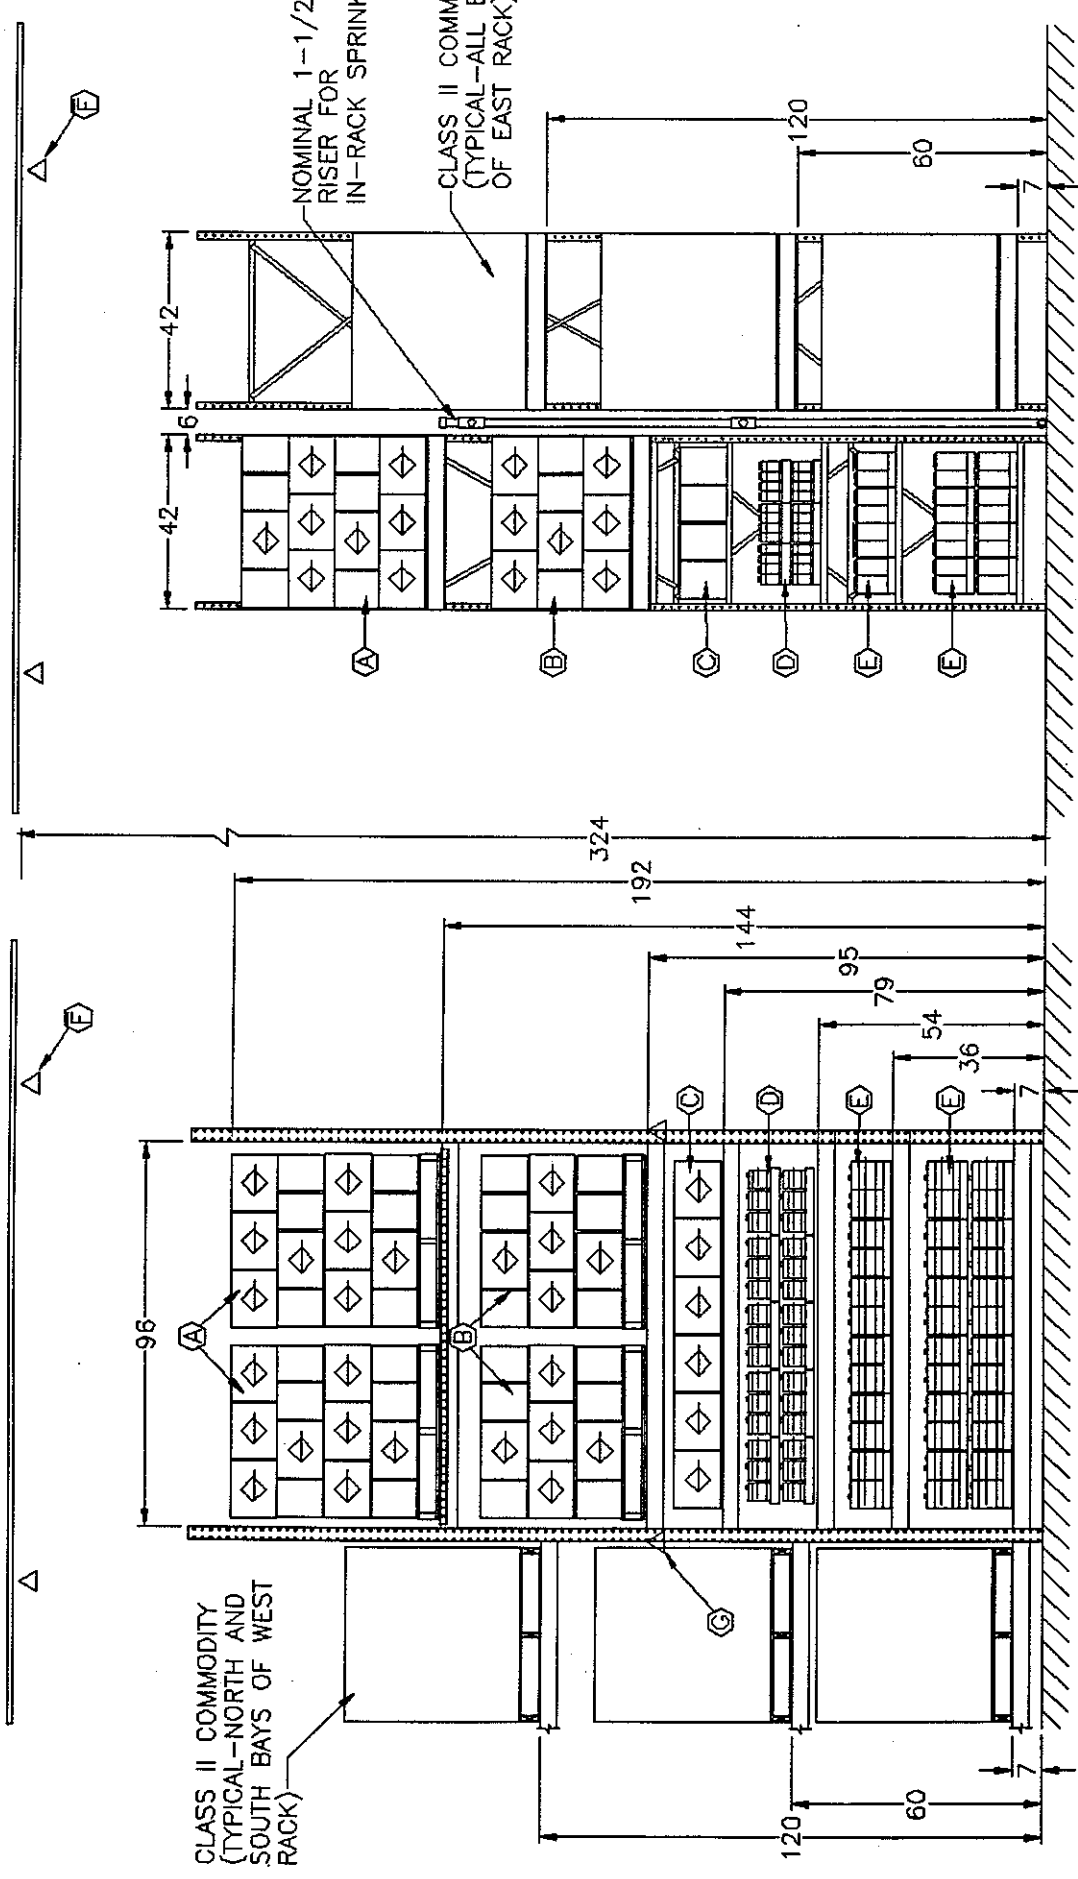 F
NOMINAL 1-1/2
RISER FOR
IN-RACK SPRINK
CLASS II COMM
(TYPICAL-ALL B
OF EAST RACK)
42
6
42
120
60
7
A
B
C
D
E
E
324
192
144
95
79
54
36
7
F
96
A
B
C
D
E
E
G
CLASS II COMMODITY
(TYPICAL-NORTH AND
SOUTH BAYS OF WEST
RACK)
120
60
7